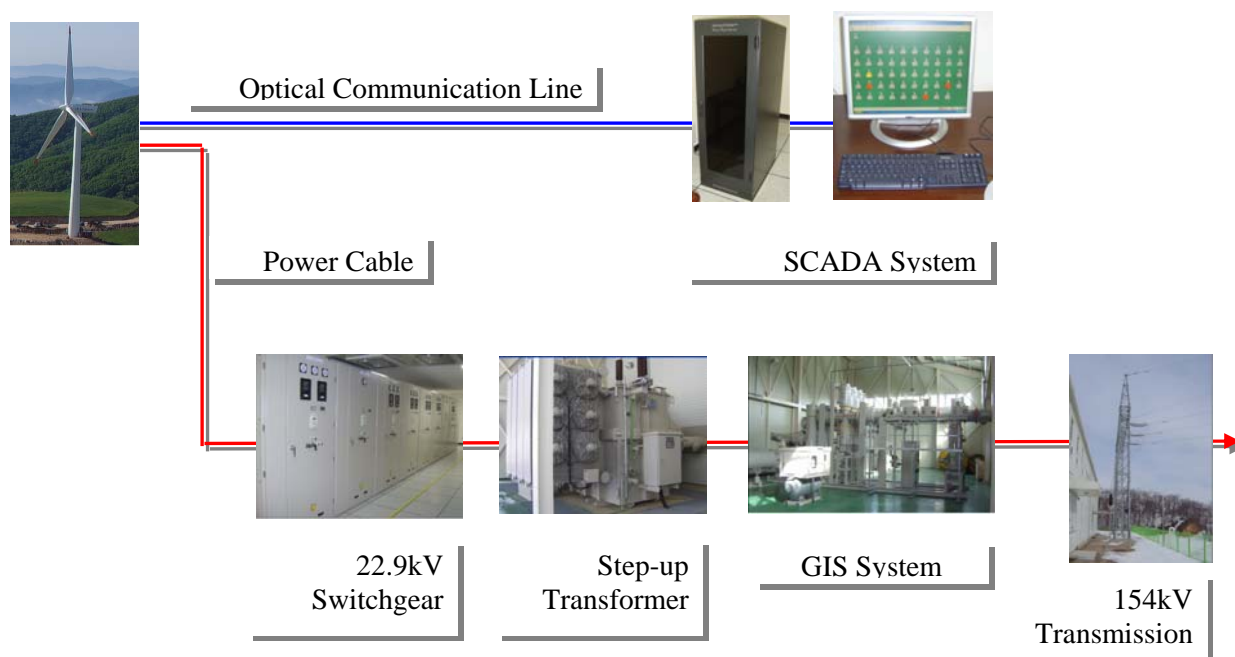 Optical Communication Line
Power Cable
SCADA System
22.9kV
Switchgear
Step-up
Transformer
GIS System
154kV
Transmission